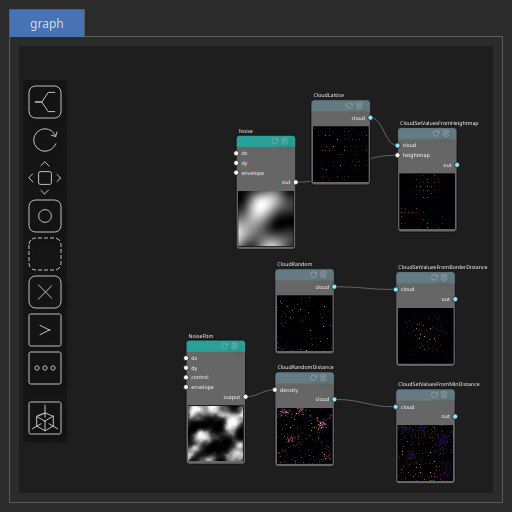 graph
CloudLattice
cloud
CloudSetValuesFromHeightmap
cloud
heightmap
out
Noise
dx
dy
envelope
out
CloudRandom
cloud
CloudSetValuesFromBorderDistance
cloud
out
NoiseFbm
dx
dy
control
envelope
output
CloudRandomDistance
density
cloud
CloudSetValuesFromMinDistance
cloud
out